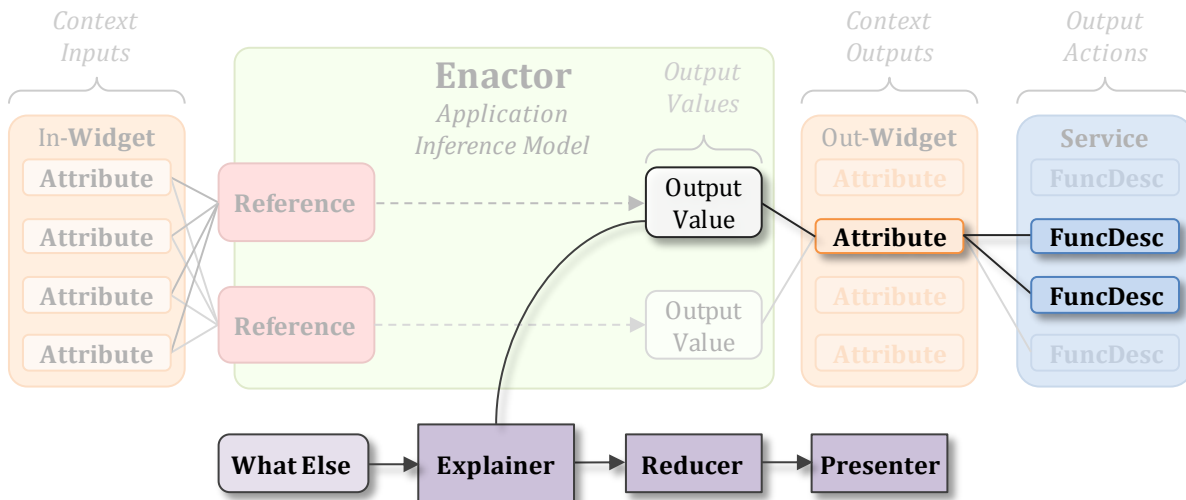 Context
Inputs
Context
Outputs
Output
Actions
Enactor
Application
Inference Model
Output
Values
In-Widget
Attribute
Attribute
Attribute
Attribute
Reference
Reference
Output
Value
Output
Value
Out-Widget
Attribute
Attribute
Attribute
Attribute
Service
FuncDesc
FuncDesc
FuncDesc
FuncDesc
What Else
Explainer
Reducer
Presenter